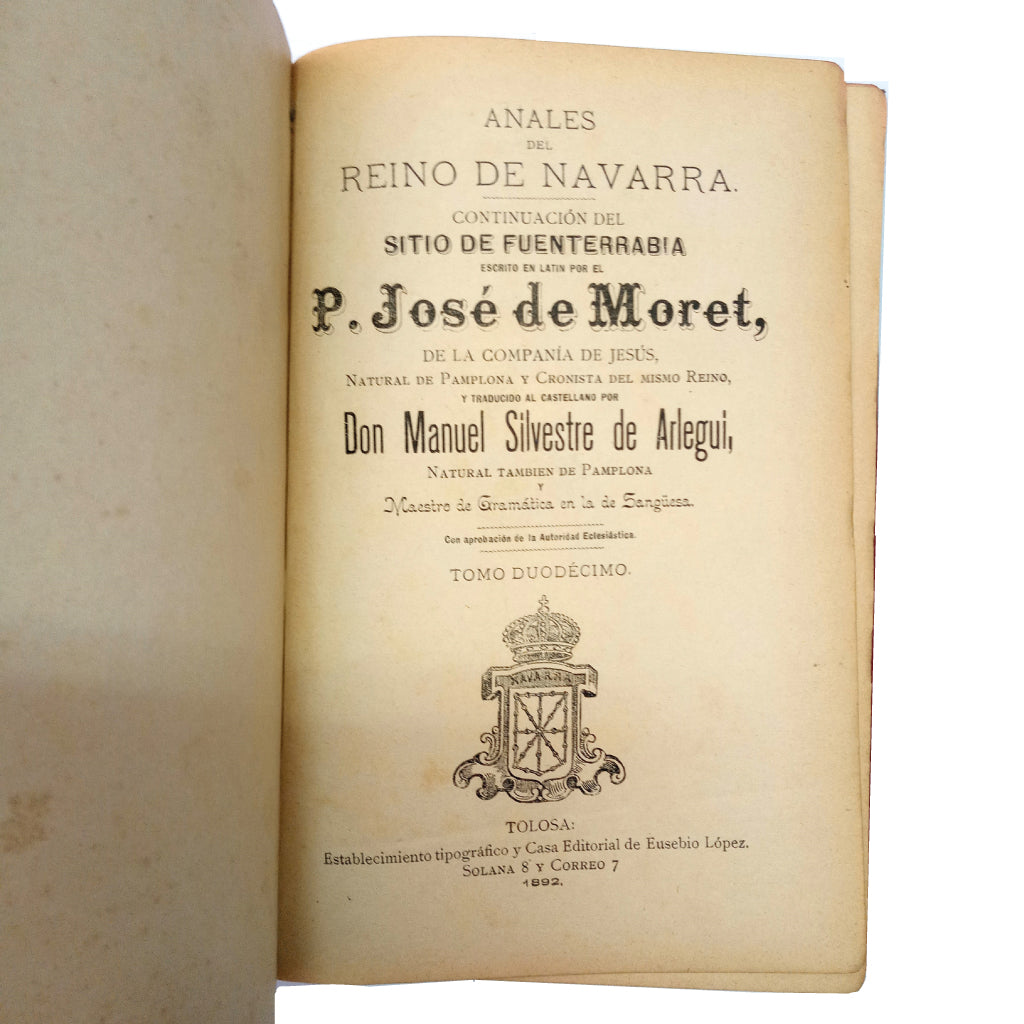 ANALES
DEL
REINO DE NAVARRA.
CONTINUACIÓN DEL
SITIO DE FUENTERRABIA
ESCRITO EN LATIN POR EL
P. José de Moret,
DE LA COMPANÍA DE JESÚS,
NATURAL DE PAMPLONA Y CRONISTA DEL MISMO REINO,
Y TRADUCIDO AL CASTELLANO POR
Don Manuel Silvestre de Arlegui,
NATURAL TAMBIEN DE PAMPLONA
Y
Maestro de Gramática en la de Sangüesa.
Con aprobación de la Autoridad Eclesiástica.
TOMO DUODÉCIMO.
NAVARRA
TOLOSA:
Establecimiento tipográfico y Casa Editorial de Eusebio López.
SOLANA 8 Y CORREO 7
1892.